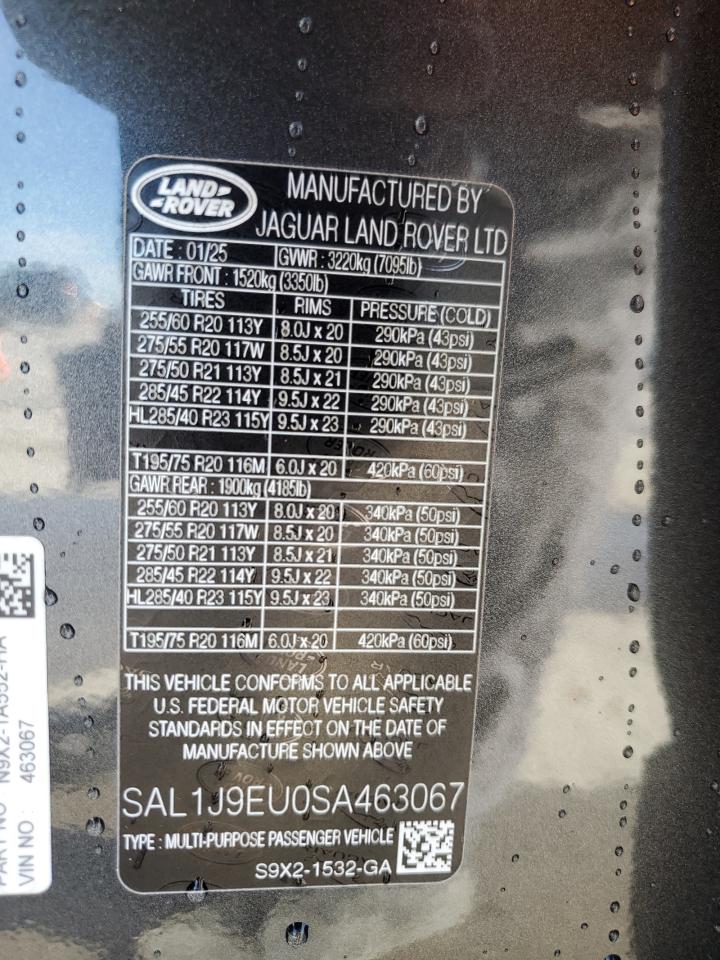 LAND-
-ROVER
MANUFACTURED BY
JAGUAR LAND ROVER LTD
DATE : 01/25 GVWR : 3220kg (7095lb)
GAWR FRONT : 1520kg (3350lb)
TIRES RIMS PRESSURE (COLD)
255/60 R20 113Y 8.0J x 20 290kPa (43psi)
275/55 R20 117W 8.5J x 20 290kPa (43psi)
275/50 R21 113Y 8.5J x 21 290kPa (43psi)
285/45 R22 114Y 9.5J x 22 290kPa (43psi)
HL285/40 R23 115Y 9.5J x 23 290kPa (43psi)
T195/75 R20 116M 6.0J x 20 420kPa (60psi)
GAWR REAR : 1900kg (4185lb)
255/60 R20 113Y 8.0J x 20 340kPa (50psi)
275/55 R20 117W 8.5J x 20 340kPa (50psi)
275/50 R21 113Y 8.5J x 21 340kPa (50psi)
285/45 R22 114Y 9.5J x 22 340kPa (50psi)
HL285/40 R23 115Y 9.5J x 23 340kPa (50psi)
T195/75 R20 116M 6.0J x 20 420kPa (60psi)
THIS VEHICLE CONFORMS TO ALL APPLICABLE
U.S. FEDERAL MOTOR VEHICLE SAFETY
STANDARDS IN EFFECT ON THE DATE OF
MANUFACTURE SHOWN ABOVE
SAL1J9EU0SA463067
TYPE : MULTI-PURPOSE PASSENGER VEHICLE
S9X2-1532-GA
PART NO : N9X2-1A552-HA
VIN NO : 463067